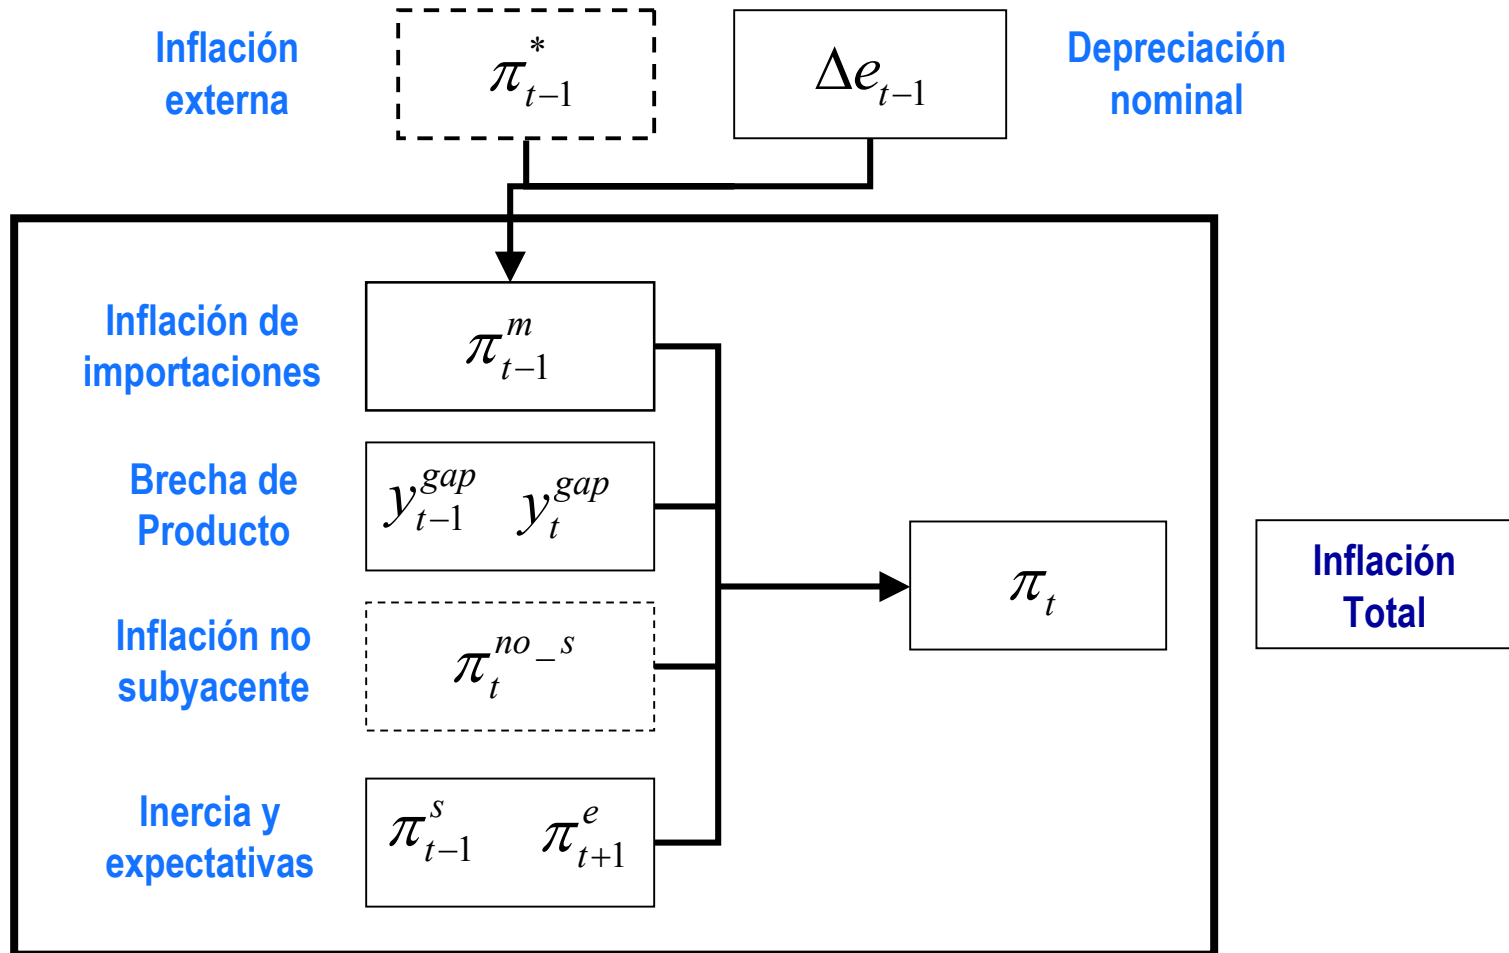 Inflación
externa
π*t−1
Δet−1
Depreciación
nominal
Inflación de
importaciones
πmt−1
Brecha de
Producto
ygapt−1 ygapt
Inflación no
subyacente
πno_st
Inercia y
expectativas
πst−1 πet+1
πt
Inflación
Total